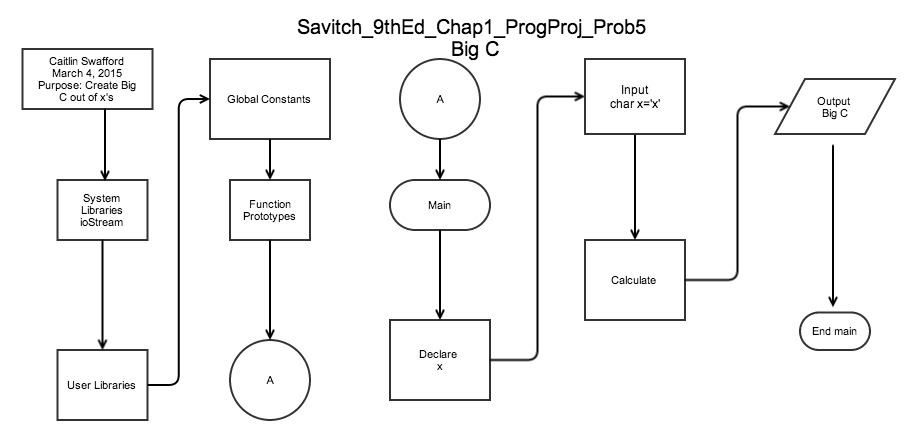 Savitch_9thEd_Chap1_ProgProj_Prob5
Big C
Caitlin Swafford
March 4, 2015
Purpose: Create Big
C out of x's
System
Libraries
ioStream
User Libraries
Global Constants
Function
Prototypes
A
A
Main
Declare
x
Input
char x='x'
Calculate
Output
Big C
End main